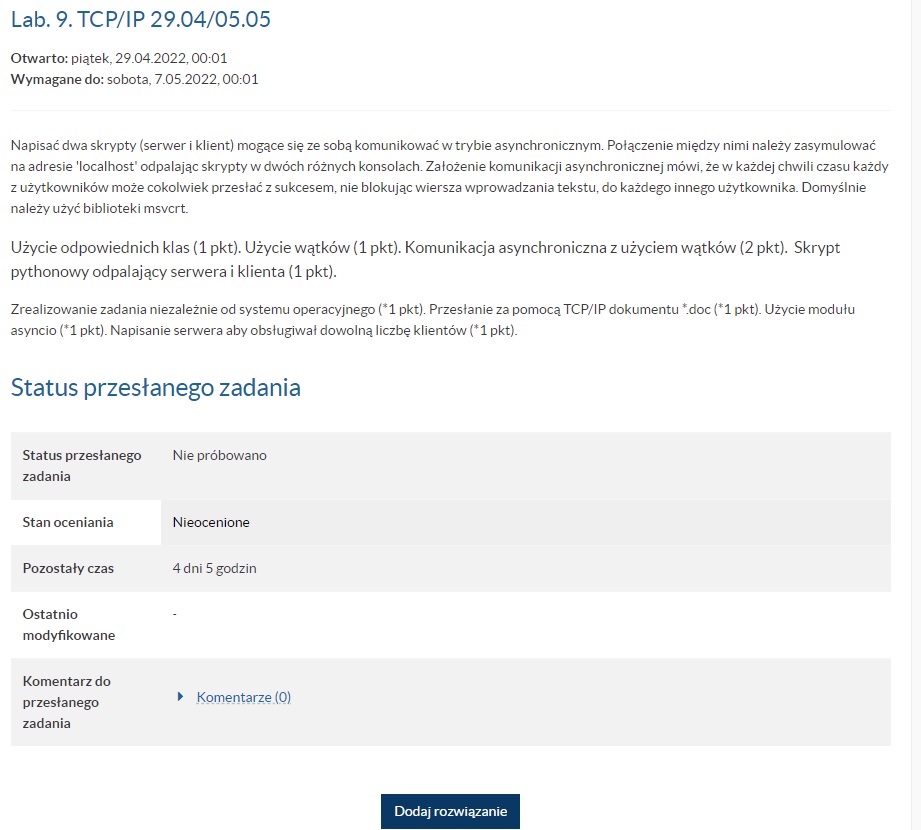 Lab. 9. TCP/IP 29.04/05.05
Otwarto: piątek, 29.04.2022, 00:01
Wymagane do: sobota, 7.05.2022, 00:01
Napisać dwa skrypty (serwer i klient) mogące się ze sobą komunikować w trybie asynchronicznym. Połączenie między nimi należy zasymulować
na adresie 'localhost' odpalając skrypty w dwóch różnych konsolach. Założenie komunikacji asynchronicznej mówi, że w każdej chwili czasu każdy
z użytkowników może cokolwiek przesłać z sukcesem, nie blokując wiersza wprowadzania tekstu, do każdego innego użytkownika. Domyślnie
należy użyć biblioteki msvcrt.
Użycie odpowiednich klas (1 pkt). Użycie wątków (1 pkt). Komunikacja asynchroniczna z użyciem wątków (2 pkt). Skrypt
pythonowy odpalający serwera i klienta (1 pkt).
Zrealizowanie zadania niezależnie od systemu operacyjnego (*1 pkt). Przesłanie za pomocą TCP/IP dokumentu *.doc (*1 pkt). Użycie modułu
asyncio (*1 pkt). Napisanie serwera aby obsługiwał dowolną liczbę klientów (*1 pkt).
Status przesłanego zadania
Status przesłanego
zadania
Nie próbowano
Stan oceniania
Nieocenione
Pozostały czas
4 dni 5 godzin
Ostatnio
modyfikowane
-
Komentarz do
przesłanego
zadania
Komentarze (0)
Dodaj rozwiązanie